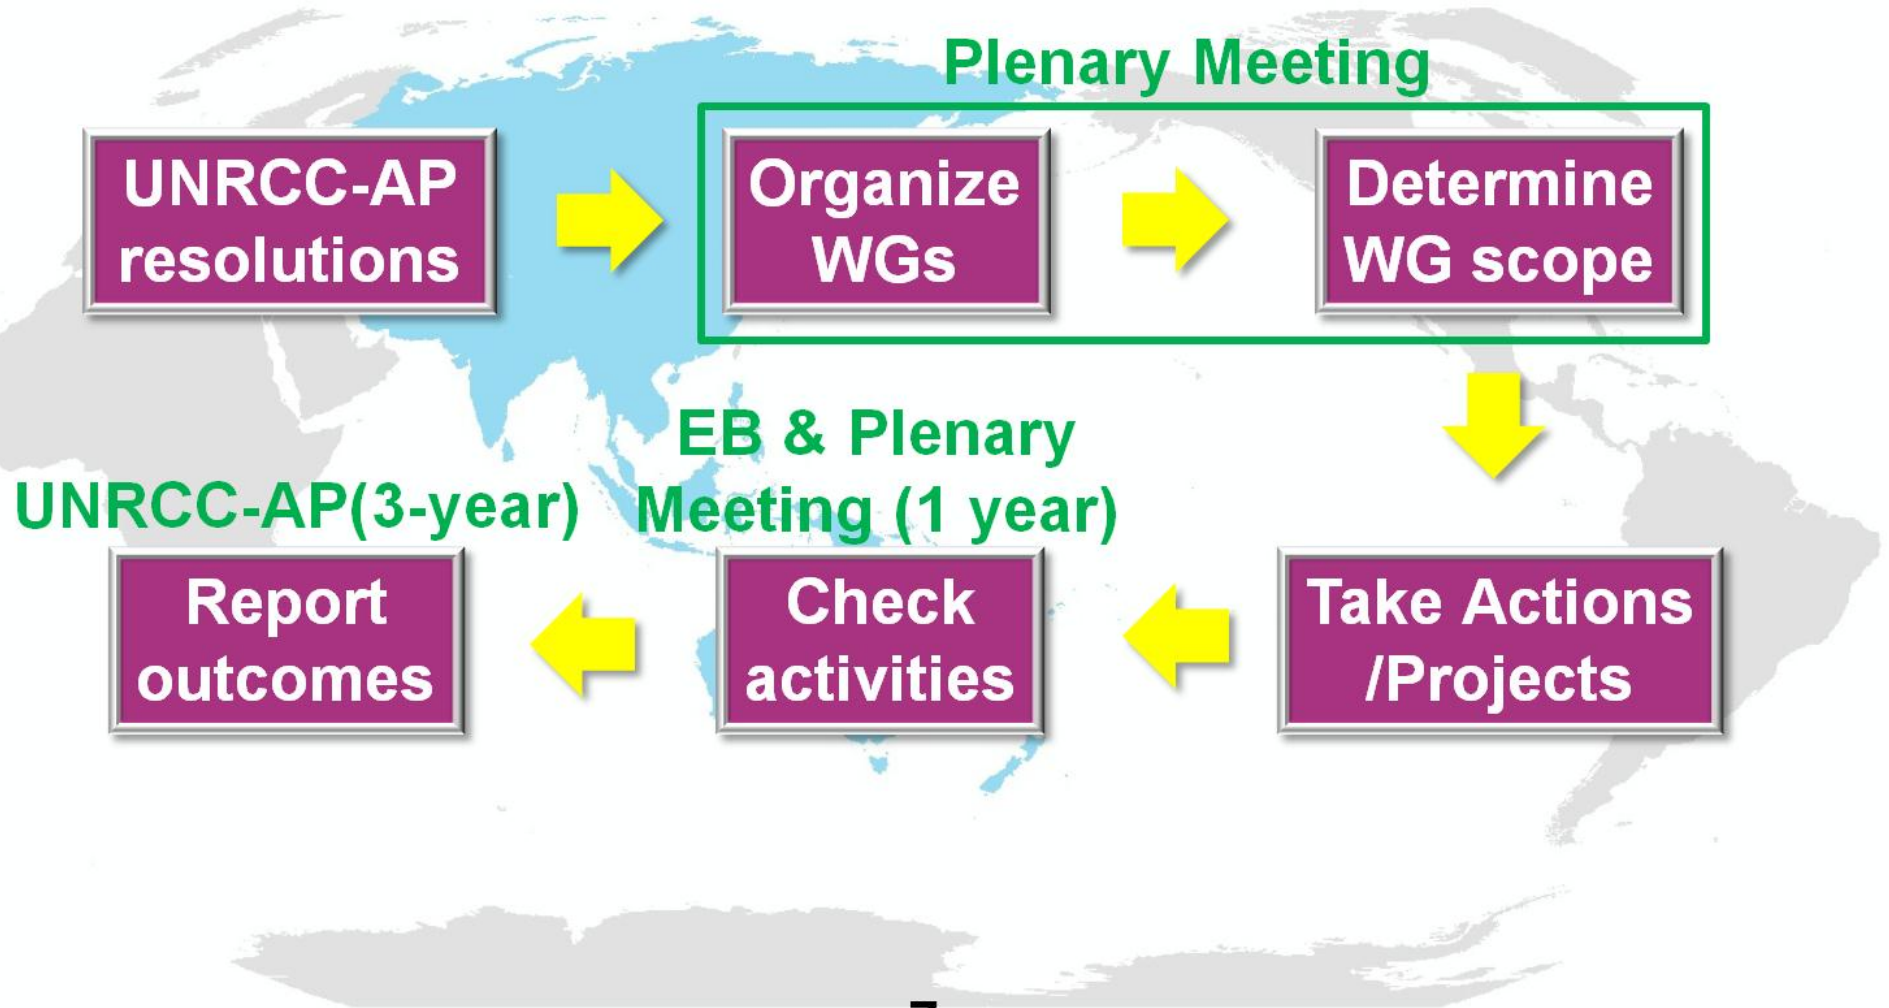 Plenary Meeting
UNRCC-AP
resolutions
Organize
WGs
Determine
WG scope
EB & Plenary
Meeting (1 year)
UNRCC-AP(3-year)
Report
outcomes
Check
activities
Take Actions
/Projects